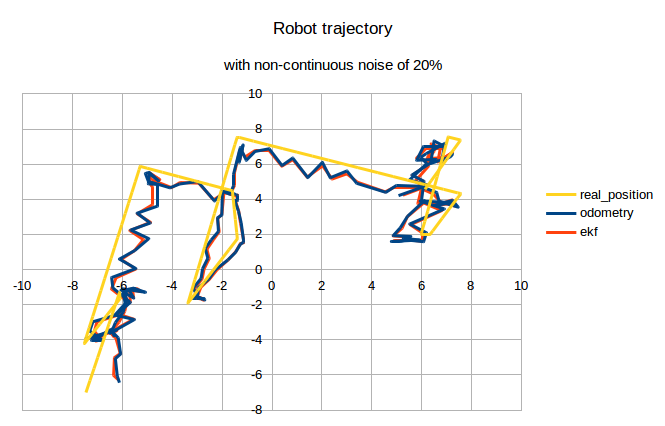 Robot trajectory
with non-continuous noise of 20%
10
8
6
4
2
0
-10 -8 -6 -4 -2 0 2 4 6 8 10
-2
-4
-6
-8
real_position
odometry
ekf